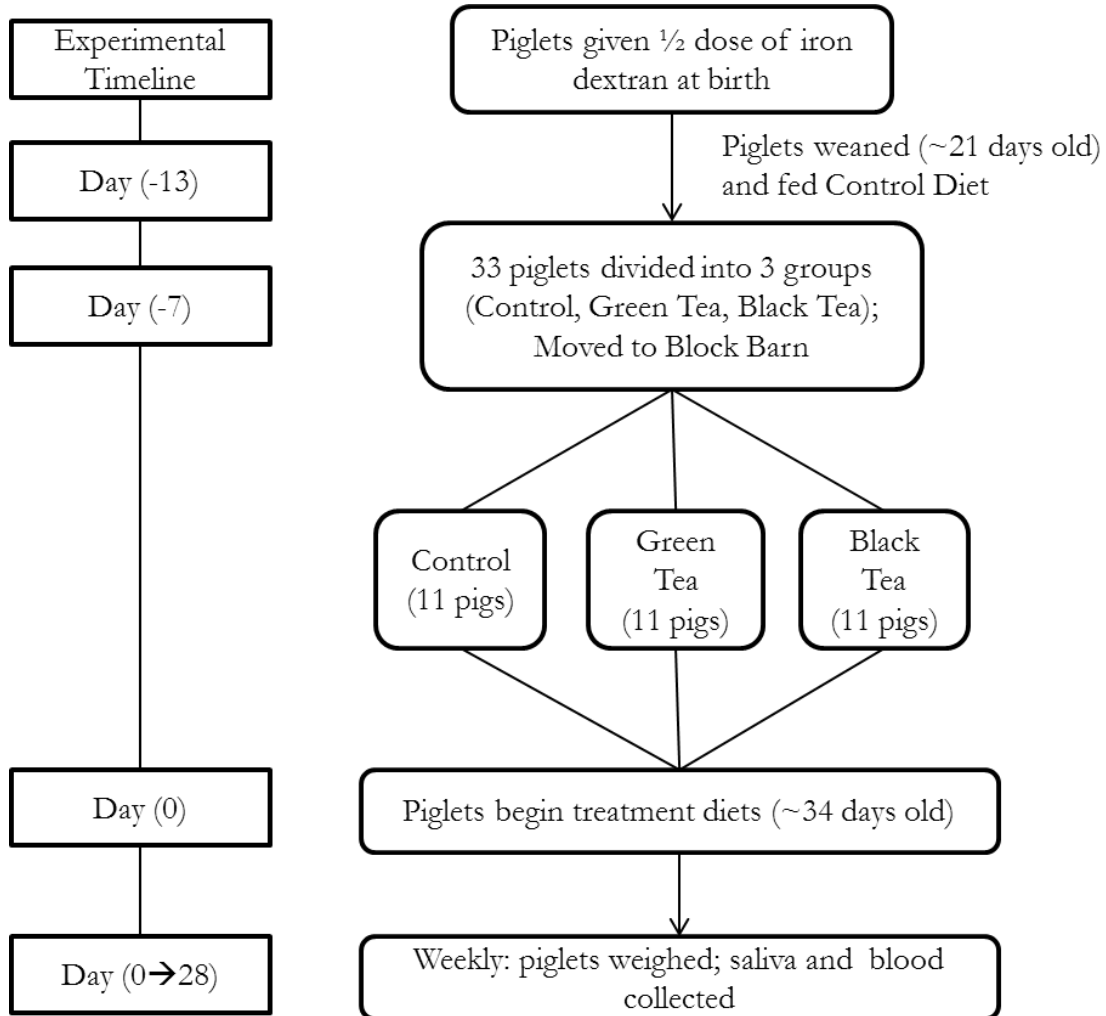 Experimental
Timeline
Piglets given ½ dose of iron
dextran at birth
Piglets weaned (~21 days old)
and fed Control Diet
Day (-13)
33 piglets divided into 3 groups
(Control, Green Tea, Black Tea);
Moved to Block Barn
Day (-7)
Control
(11 pigs)
Green
Tea
(11 pigs)
Black
Tea
(11 pigs)
Day (0)
Piglets begin treatment diets (~34 days old)
Day (0→28)
Weekly: piglets weighed; saliva and blood
collected